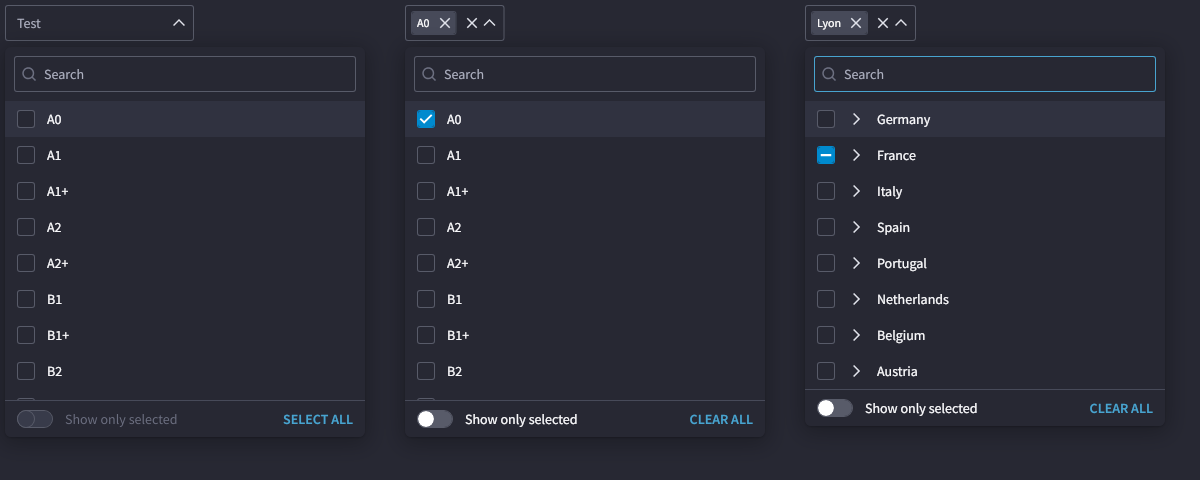 Test
Search
A0
A1
A1+
A2
A2+
B1
B1+
B2
Show only selected SELECT ALL
A0
Search
A0
A1
A1+
A2
A2+
B1
B1+
B2
Show only selected CLEAR ALL
Lyon
Search
Germany
France
Italy
Spain
Portugal
Netherlands
Belgium
Austria
Show only selected CLEAR ALL